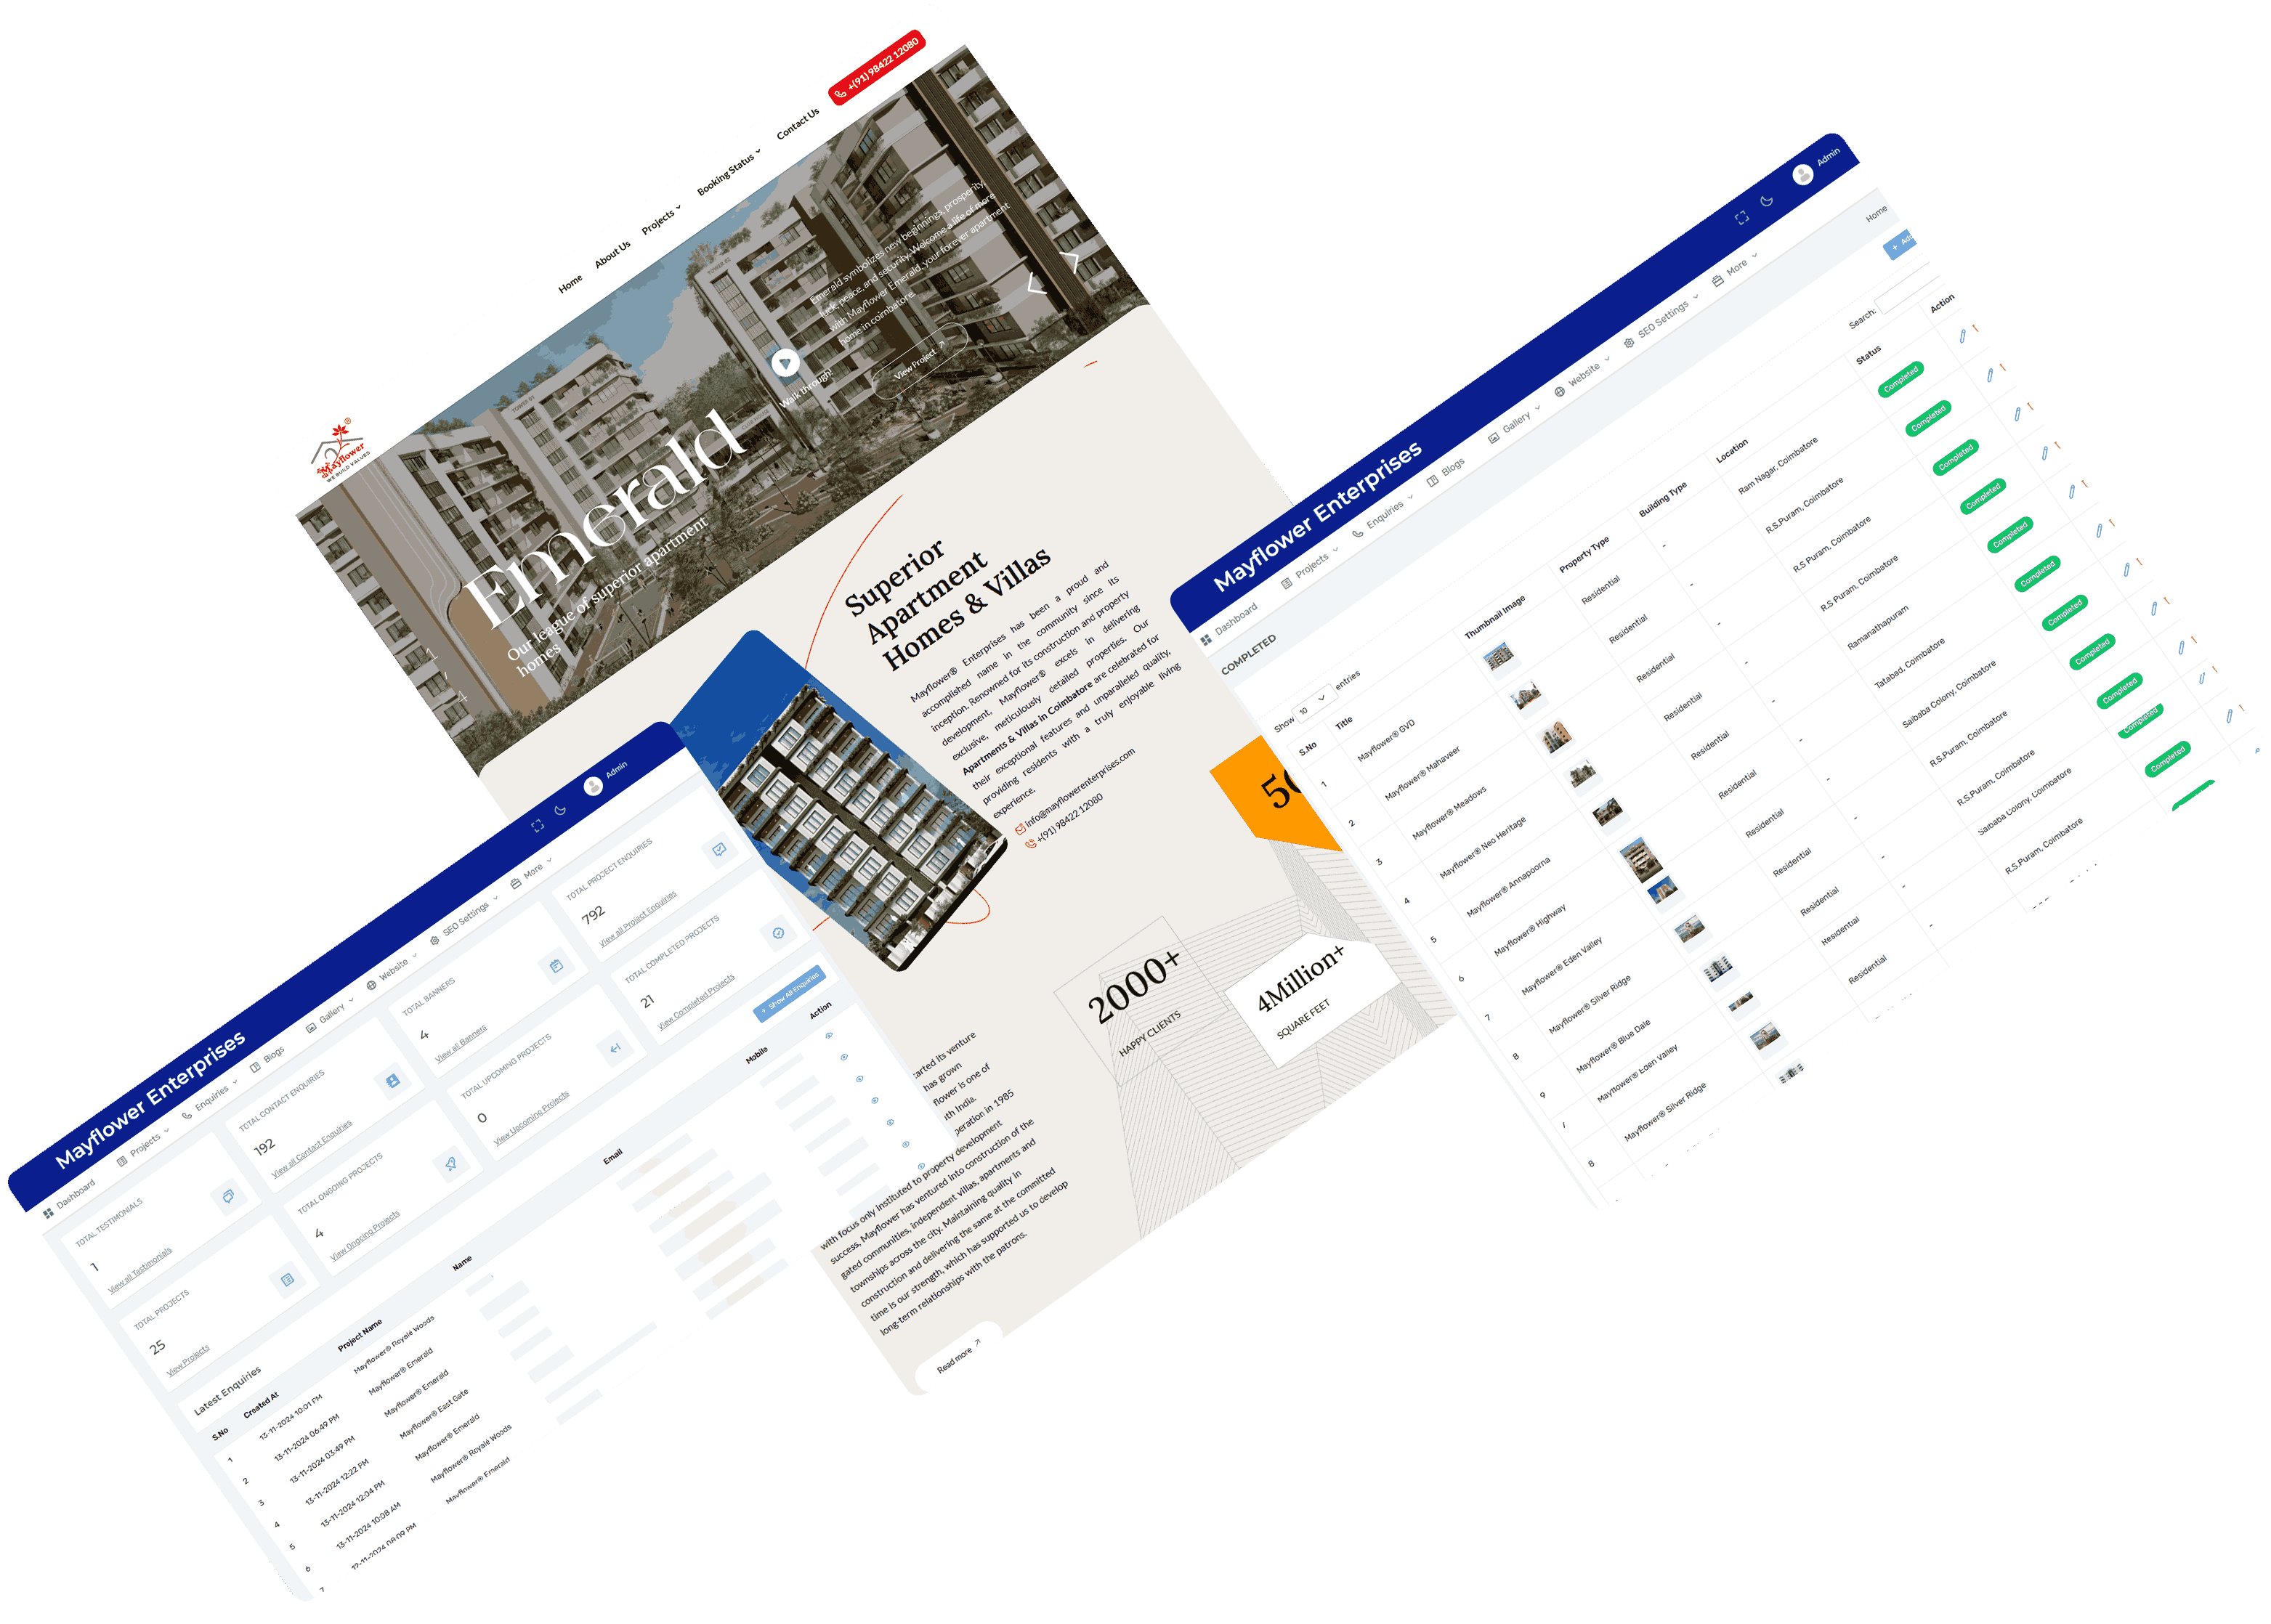 +(91) 98422 12080
Home
About Us
Projects
Booking Status
Contact Us
Mayflower
WE BUILD VALUES
TOWER 01
TOWER 02
Emerald
Our league of superior apartment
homes
1
4
Walk through!
Emerald symbolizes new beginnings, prosperity,
luck, peace, and security. Welcome a life of more
with Mayflower Emerald, your forever apartment
home in coimbatore.
View Project
Superior
Apartment
Homes & Villas
Mayflower® Enterprises has been a proud and
accomplished name in the community since its
inception. Renowned for its construction and property
development, Mayflower® excels in delivering
exclusive, meticulously detailed properties. Our
Apartments & Villas in Coimbatore are celebrated for
their exceptional features and unparalleled quality,
providing residents with a truly enjoyable living
experience.
info@mayflowerenterprises.com
+(91) 98422 12080
2000+
HAPPY CLIENTS
4Million+
SQUARE FEET
arted its venture
has grown
flower is one of
uth India.
peration in 1985
with focus only instituted to property development
success. Mayflower has ventured into construction of the
gated communities, independent villas, apartments and
townships across the city. Maintaining quality in
construction and delivering the same at the committed
time is our strength, which has supported us to develop
long-term relationships with the patrons.
Read more
Mayflower Enterprises
Admin
Dashboard
Projects
Enquiries
Blogs
Gallery
Website
SEO Settings
More
TOTAL TESTIMONIALS
1
View all Tastimonials
TOTAL CONTACT ENQUIRIES
192
View all Contact Enquiries
TOTAL BANNERS
4
View all Banners
TOTAL PROJECT ENQUIRIES
792
View all Project Enquiries
TOTAL PROJECTS
25
View Projects
TOTAL ONGOING PROJECTS
4
View Ongoing Projects
TOTAL UPCOMING PROJECTS
0
View Upcoming Projects
TOTAL COMPLETED PROJECTS
21
View Completed Projects
Latest Enquiries
+ Show All Enquiries
S.No Created At Project Name Name Email Mobile Action
1 13-11-2024 10:01 PM Mayflower® Royale Woods
2 13-11-2024 06:49 PM Mayflower® Emerald
3 13-11-2024 03:49 PM Mayflower® Emerald
4 13-11-2024 12:22 PM Mayflower® East Gate
5 13-11-2024 12:04 PM Mayflower® Emerald
6 13-11-2024 10:08 AM Mayflower® Royale Woods
7 12-11-2024 08:09 PM Mayflower® Emerald
Mayflower Enterprises
Admin
Dashboard
Projects
Enquiries
Blogs
Gallery
Website
SEO Settings
More
COMPLETED
Home
Show 10 entries
Search:
S.No Title Thumbnail Image Property Type Building Type Location Status Action
1 Mayflower® GVD Residential - Ram Nagar, Coimbatore Completed
2 Mayflower® Mahaveer Residential - R.S.Puram, Coimbatore Completed
3 Mayflower® Meadows Residential - R.S Puram, Coimbatore Completed
4 Mayflower® Neo Heritage Residential - R.S Puram, Coimbatore Completed
5 Mayflower® Annapoorna Residential - Ramanathapuram Completed
6 Mayflower® Highway Residential - Tatabad, Coimbatore Completed
7 Mayflower® Eden Valley Residential - Saibaba Colony, Coimbatore Completed
8 Mayflower® Silver Ridge Residential - R.S.Puram, Coimbatore Completed
9 Mayflower® Blue Dale Residential - R.S.Puram, Coimbatore Completed
7 Mayflower® Eden Valley Residential Saibaba Colony, Coimbatore Completed
8 Mayflower® Silver Ridge Residential - R.S.Puram, Coimbatore Completed